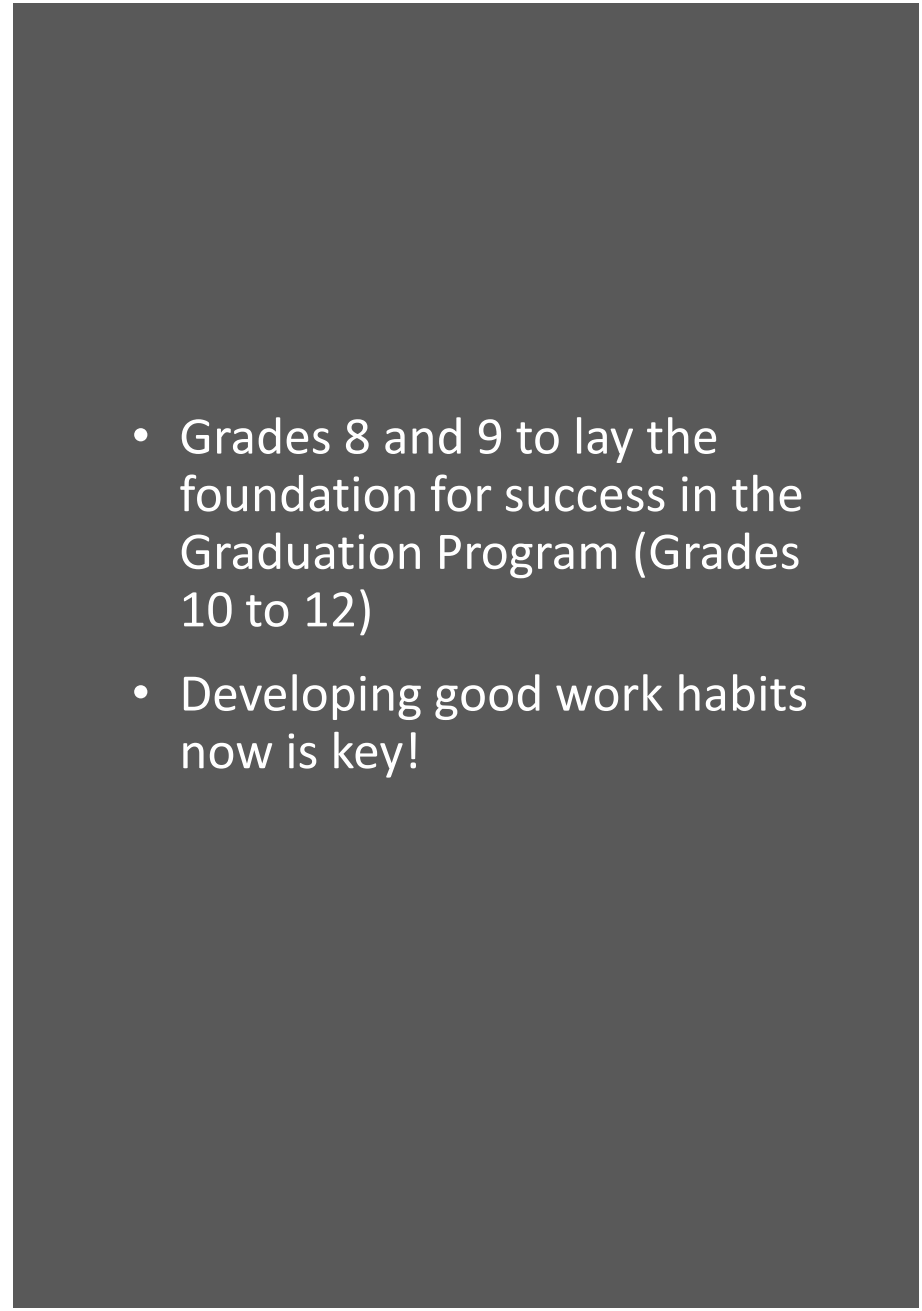 • Grades 8 and 9 to lay the
foundation for success in the
Graduation Program (Grades
10 to 12)
• Developing good work habits
now is key!